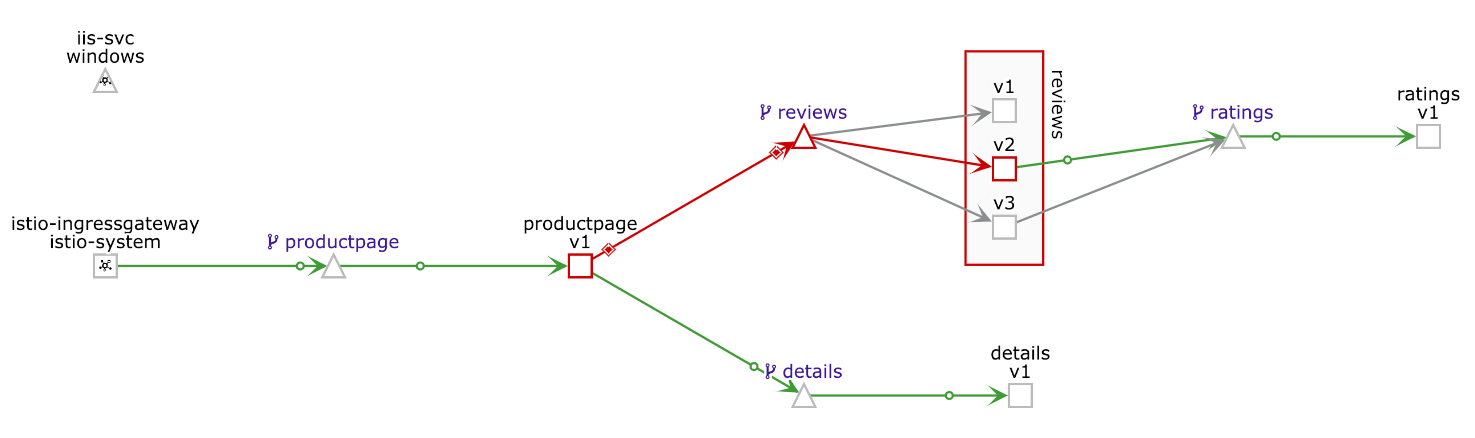 iis-svc
windows
v1
reviews
reviews
ratings
ratings
v1
v2
v3
istio-ingressgateway
istio-system
productpage
productpage
v1
details
details
v1